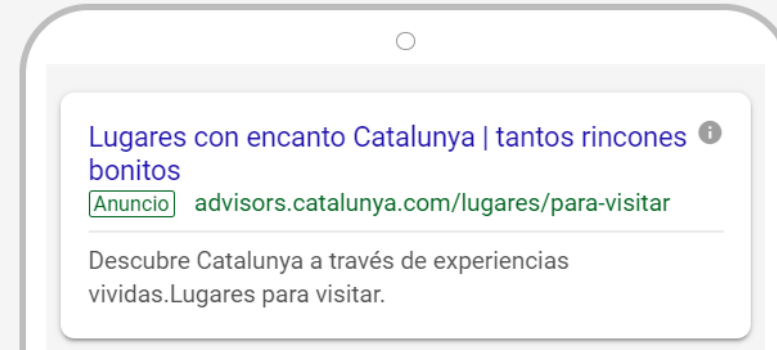 Lugares con encanto Catalunya | tantos rincones
bonitos
Anuncio advisors.catalunya.com/lugares/para-visitar
Descubre Catalunya a través de experiencias
vividas.Lugares para visitar.